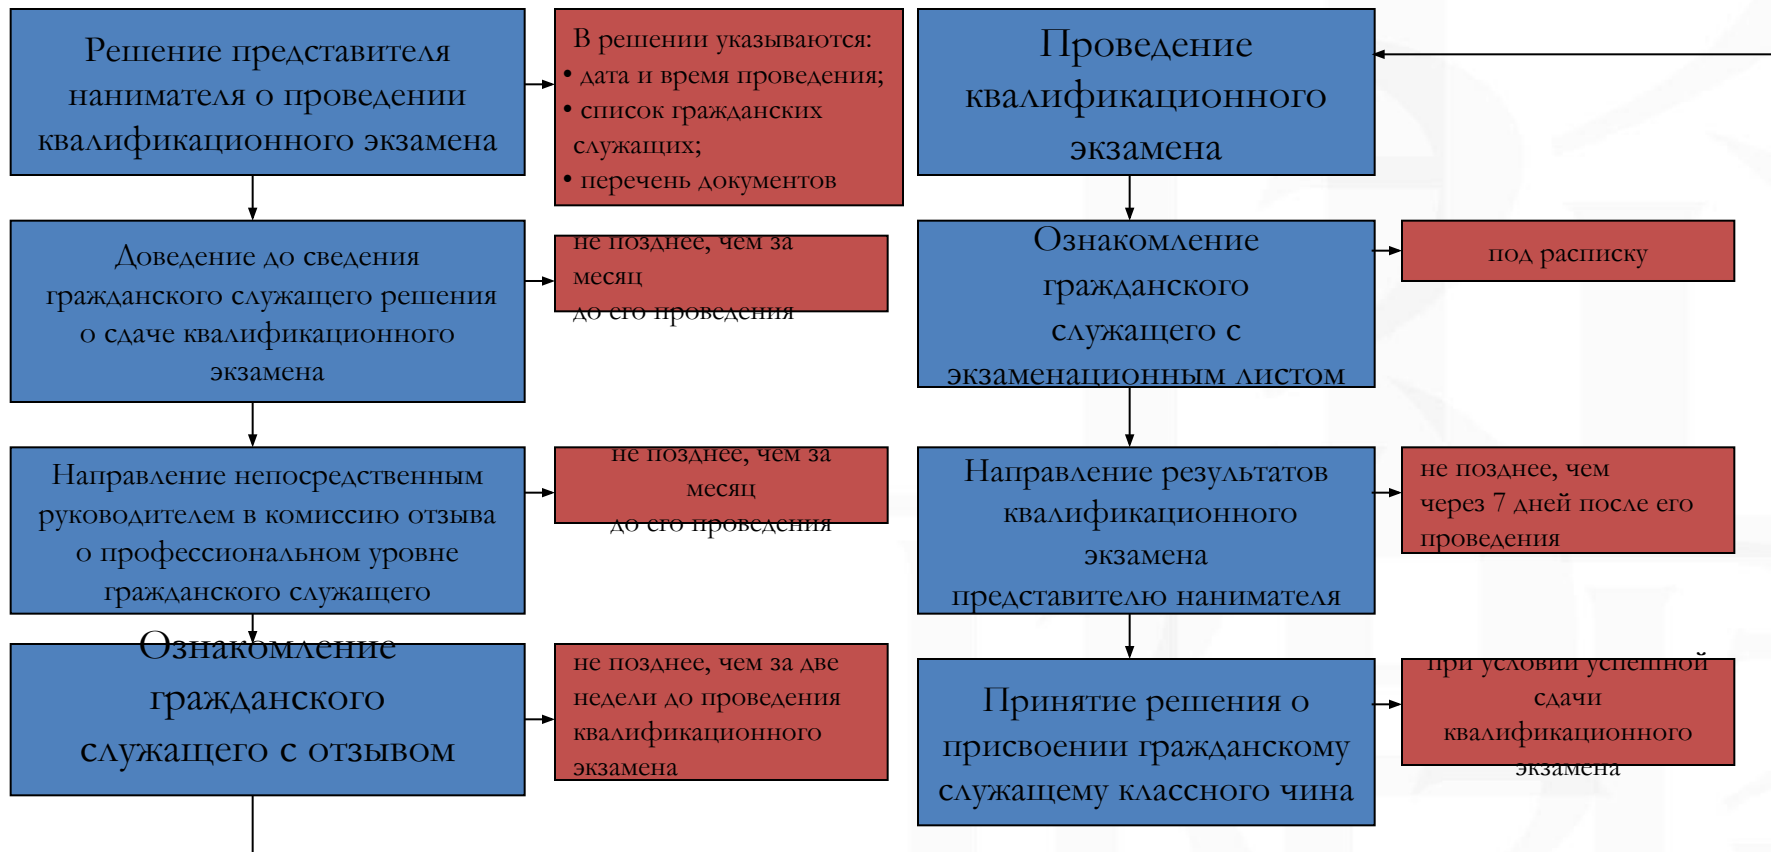 Решение представителя
нанимателя о проведении
квалификационного экзамена
В решении указываются:
• дата и время проведения;
• список гражданских
служащих;
• перечень документов
Доведение до сведения
гражданского служащего решения
о сдаче квалификационного
экзамена
не позднее, чем за
месяц
до его проведения
Направление непосредственным
руководителем в комиссию отзыва
о профессиональном уровне
гражданского служащего
не позднее, чем за
месяц
до его проведения
Ознакомление
гражданского
служащего с отзывом
не позднее, чем за две
недели до проведения
квалификационного
экзамена
Проведение
квалификационного
экзамена
Ознакомление
гражданского
служащего с
экзаменационным листом
под расписку
Направление результатов
квалификационного
экзамена
представителю нанимателя
не позднее, чем
через 7 дней после его
проведения
Принятие решения о
присвоении гражданскому
служащему классного чина
при условии успешной
сдачи
квалификационного
экзамена